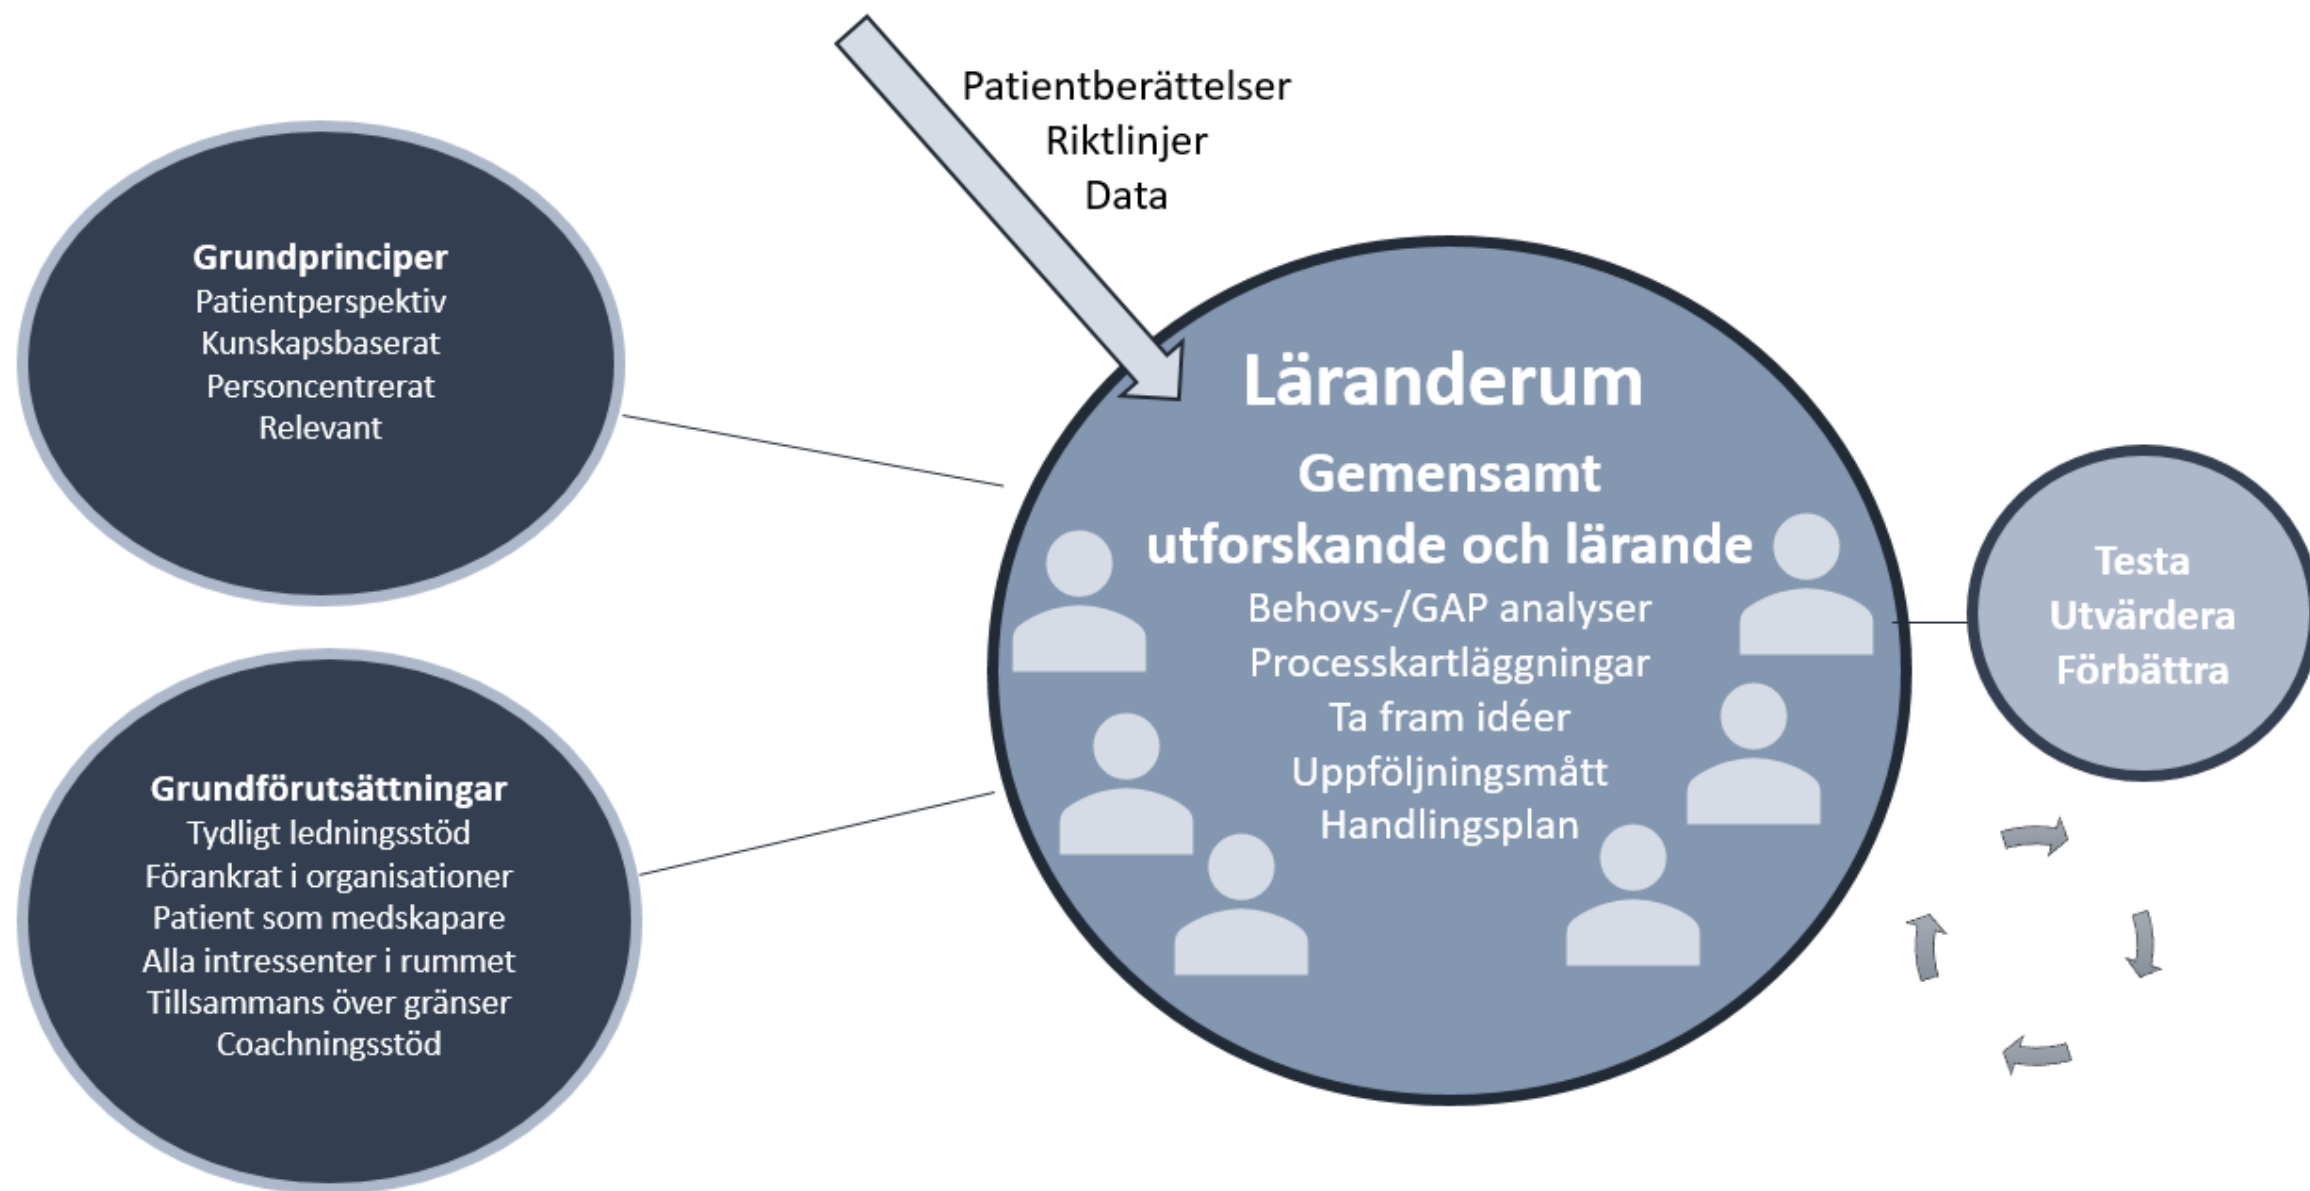 Patientberättelser
Riktlinjer
Data
Grundprinciper
Patientperspektiv
Kunskapsbaserat
Personcentrerat
Relevant
Grundförutsättningar
Tydligt ledningsstöd
Förankrat i organisationer
Patient som medskapare
Alla intressenter i rummet
Tillsammans över gränser
Coachningsstöd
Läranderum
Gemensamt
utforskande och lärande
Behovs-/GAP analyser
Processkartläggningar
Ta fram idéer
Uppföljningsmått
Handlingsplan
Testa
Utvärdera
Förbättra